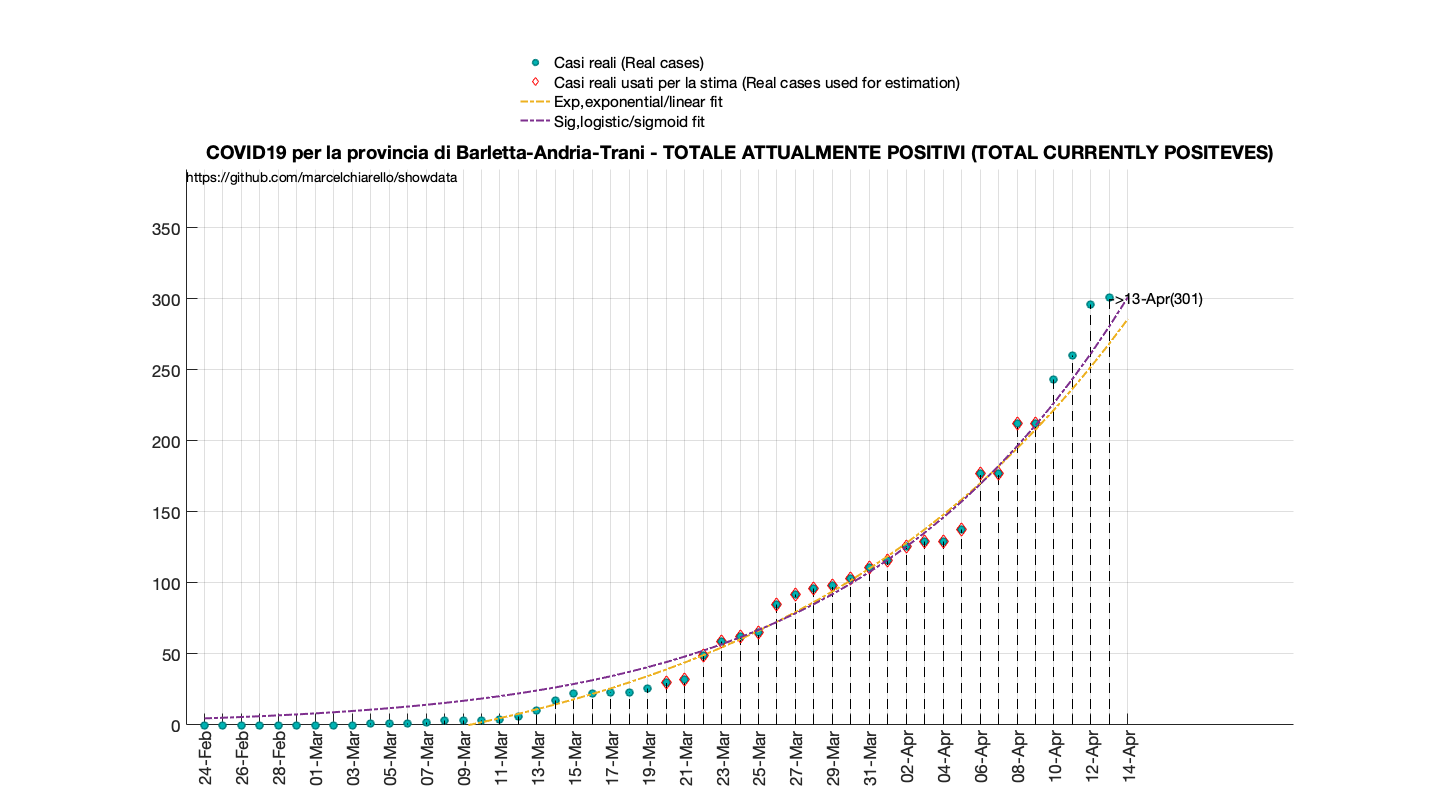 Casi reali (Real cases)
Casi reali usati per la stima (Real cases used for estimation)
Exp,exponential/linear fit
Sig,logistic/sigmoid fit
COVID19 per la provincia di Barletta-Andria-Trani - TOTALE ATTUALMENTE POSITIVI (TOTAL CURRENTLY POSITEVES)
https://github.com/marcelchiarello/showdata
350
300
250
200
150
100
50
0
->13-Apr(301)
24-Feb
26-Feb
28-Feb
01-Mar
03-Mar
05-Mar
07-Mar
09-Mar
11-Mar
13-Mar
15-Mar
17-Mar
19-Mar
21-Mar
23-Mar
25-Mar
27-Mar
29-Mar
31-Mar
02-Apr
04-Apr
06-Apr
08-Apr
10-Apr
12-Apr
14-Apr